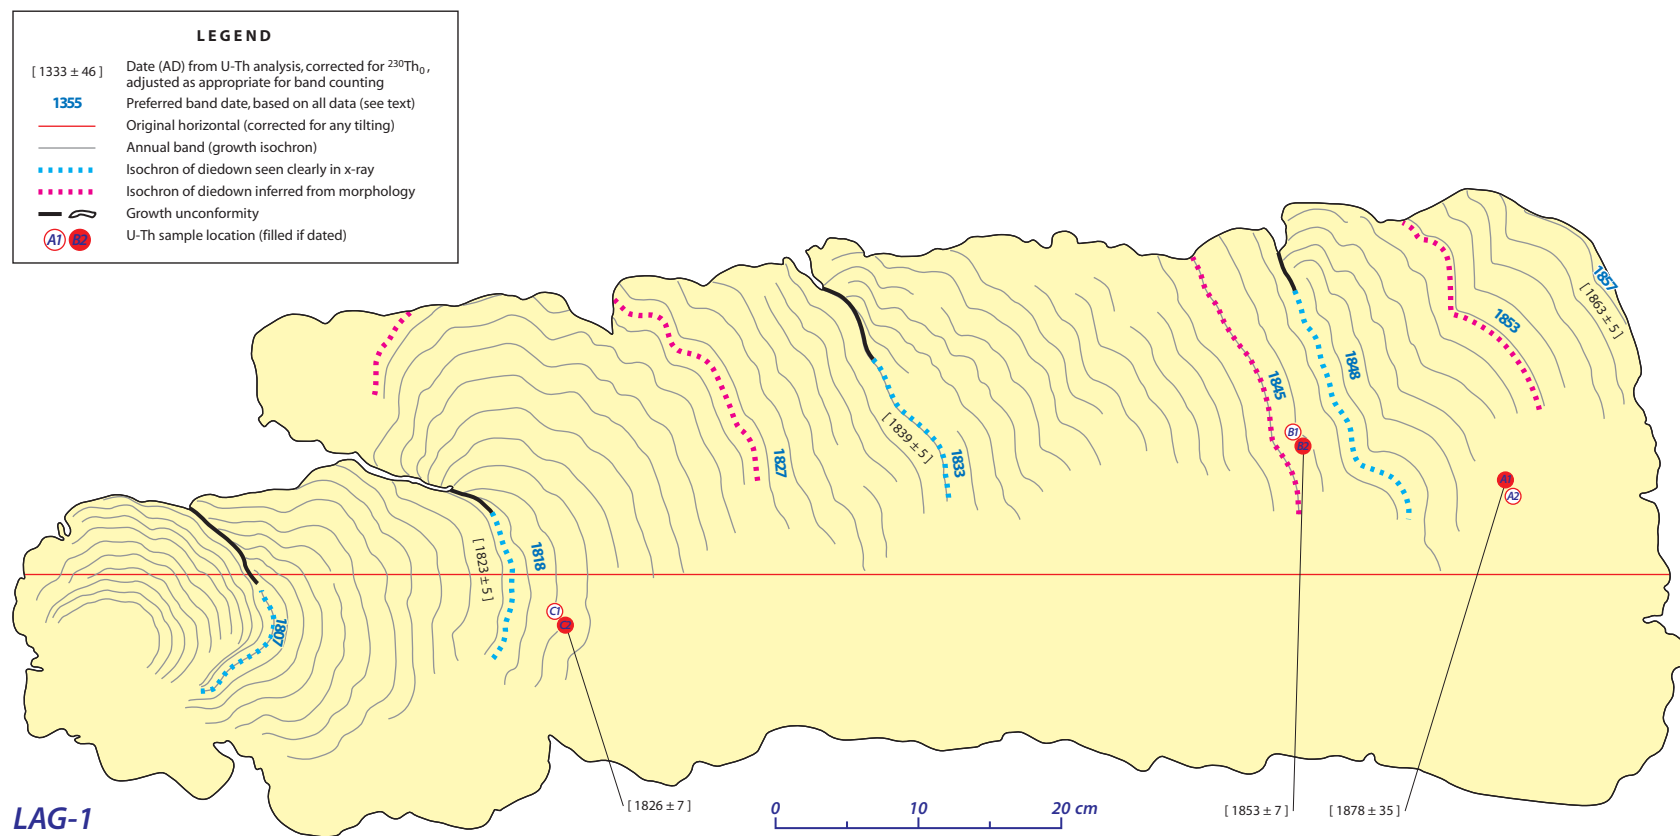 LEGEND
[ 1333 ± 46 ] Date (AD) from U-Th analysis, corrected for ²³⁰Th₀,
adjusted as appropriate for band counting
1355 Preferred band date, based on all data (see text)
Original horizontal (corrected for any tilting)
Annual band (growth isochron)
Isochron of diedown seen clearly in x-ray
Isochron of diedown inferred from morphology
Growth unconformity
A1 B2 U-Th sample location (filled if dated)
1857
[ 1863 ± 5 ]
1853
1848
1845
B1
B2
[ 1839 ± 5 ]
1833
1827
A1
A2
1818
[ 1823 ± 5 ]
C1
C2
1807
[ 1826 ± 7 ]
[ 1853 ± 7 ]
[ 1878 ± 35 ]
0 10 20 cm
LAG-1